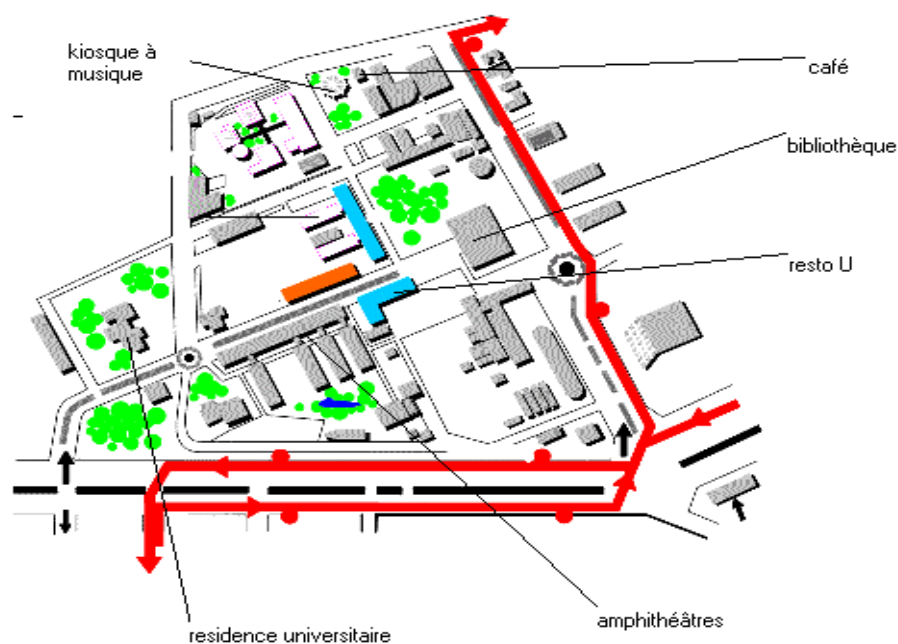 kiosque à
musique
café
bibliothèque
resto U
amphithéâtres
residence universitaire